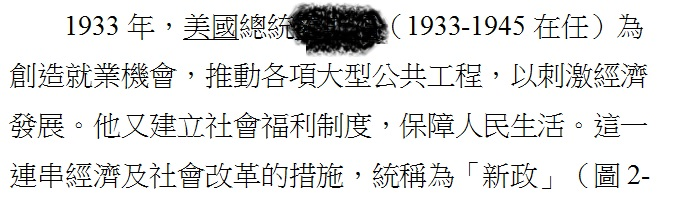 1933 年，美國總統（1933-1945 在任）為
創造就業機會，推動各項大型公共工程，以刺激經濟
發展。他又建立社會福利制度，保障人民生活。這一
連串經濟及社會改革的措施，統稱為「新政」（圖 2-